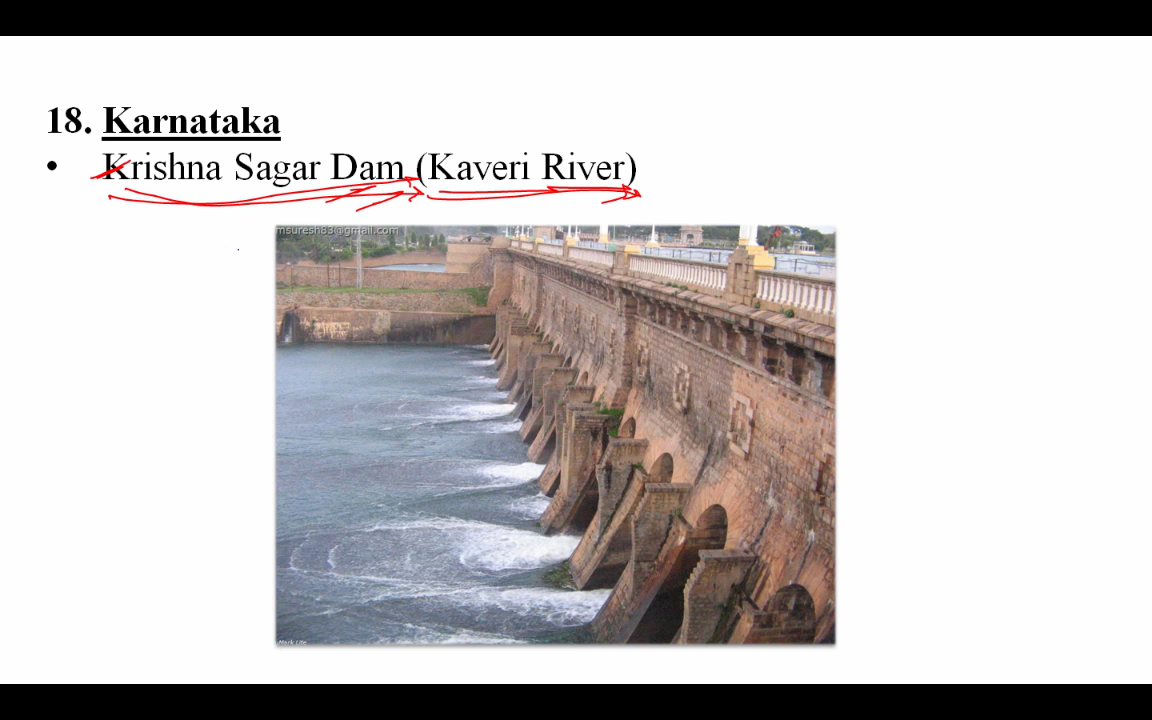 18. Karnataka
• Krishna Sagar Dam (Kaveri River)
msuresh83@gmail.com